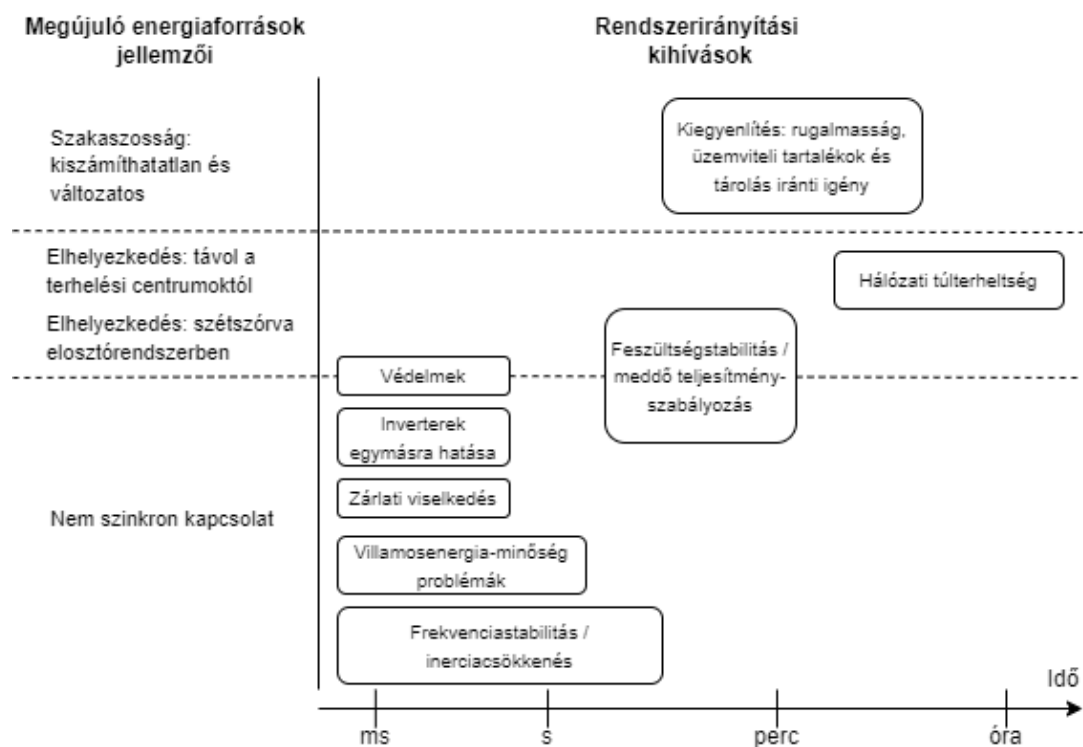 Megújuló energiaforrások
jellemzői
Rendszerirányítási
kihívások
Szakaszosság:
kiszámíthatatlan és
változatos
Kiegyenlítés: rugalmasság,
üzemviteli tartalékok és
tárolás iránti igény
Elhelyezkedés: távol a
terhelési centrumoktól
Hálózati túlterheltség
Elhelyezkedés: szétszórva
elosztórendszerben
Feszültségstabilitás /
meddő teljesítmény-
szabályozás
Védelmek
Inverterek
egymásra hatása
Zárlati viselkedés
Nem szinkron kapcsolat
Villamosenergia-minőség
problémák
Frekvenciastabilitás /
inerciacsökkenés
Idő
ms s perc óra